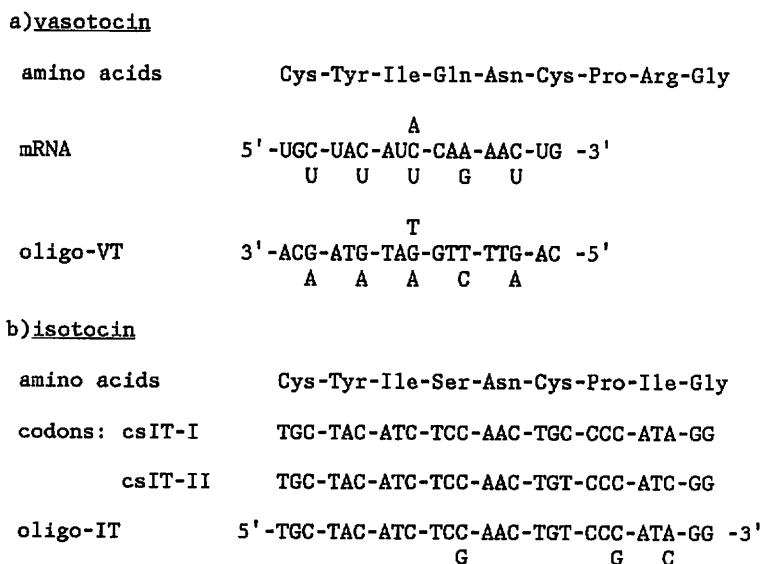 a)vasotocin
amino acids Cys-Tyr-Ile-Gln-Asn-Cys-Pro-Arg-Gly
A
mRNA 5'-UGC-UAC-AUC-CAA-AAC-UG -3'
U U U G U
T
oligo-VT 3'-ACG-ATG-TAG-GTT-TTG-AC -5'
A A A C A
b)isotocin
amino acids Cys-Tyr-Ile-Ser-Asn-Cys-Pro-Ile-Gly
codons: csIT-I TGC-TAC-ATC-TCC-AAC-TGC-CCC-ATA-GG
csIT-II TGC-TAC-ATC-TCC-AAC-TGT-CCC-ATC-GG
oligo-IT 5'-TGC-TAC-ATC-TCC-AAC-TGT-CCC-ATA-GG -3'
G G C